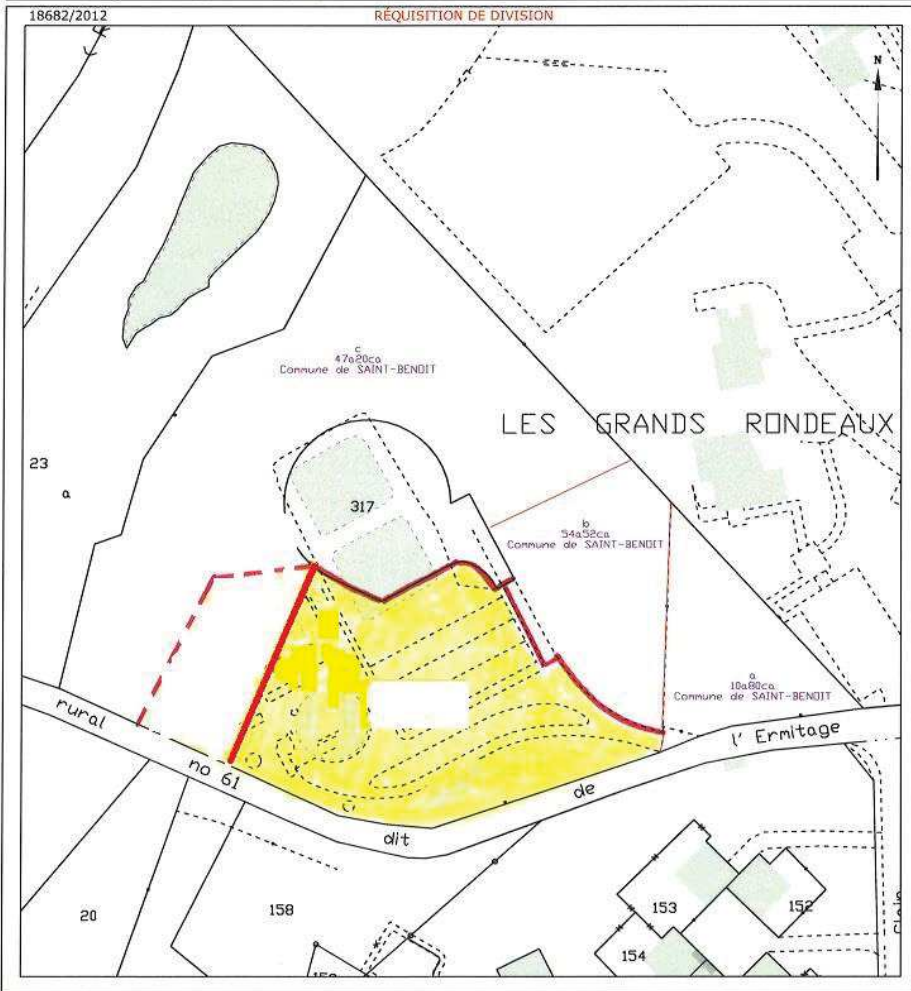 18682/2012
RÉQUISITION DE DIVISION
N
c
47a20ca
Commune de SAINT-BENOIT
LES GRANDS RONDEAUX
23
a
317
b
54a52ca
Commune de SAINT-BENOIT
a
10a80ca
Commune de SAINT-BENOIT
rural no 61 dit de l' Ermitage
20
158
153
152
154